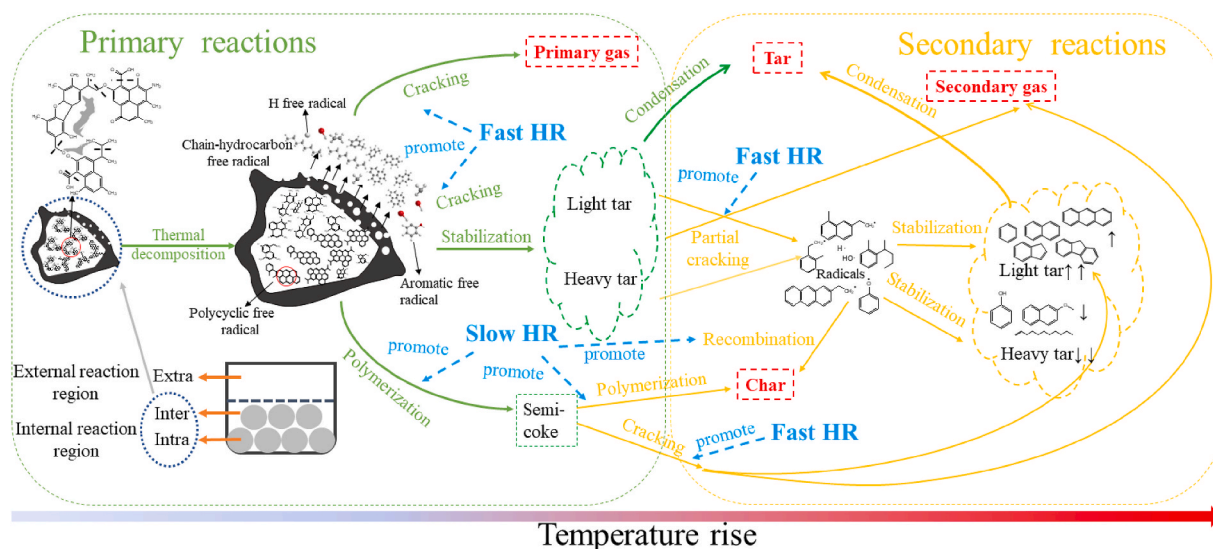 Primary reactions
Secondary reactions
Primary gas
Tar
Secondary gas
Cracking
H free radical
Fast HR
Chain-hydrocarbon
free radical
promote
Cracking
Condensation
Condensation
Fast HR
promote
Light tar
Heavy tar
Thermal
decomposition
Stabilization
Partial
cracking
H·
HO·
Radicals
Stabilization
Stabilization
Light tar↑↑
↑
↓
Heavy tar↓↓
Aromatic free
radical
Polycyclic free
radical
Slow HR
promote
promote
promote
Recombination
Polymerization
Polymerization
Char
Semi-
coke
Cracking
promote
Fast HR
External reaction
region
Extra
Inter
Internal reaction
region
Intra
Temperature rise